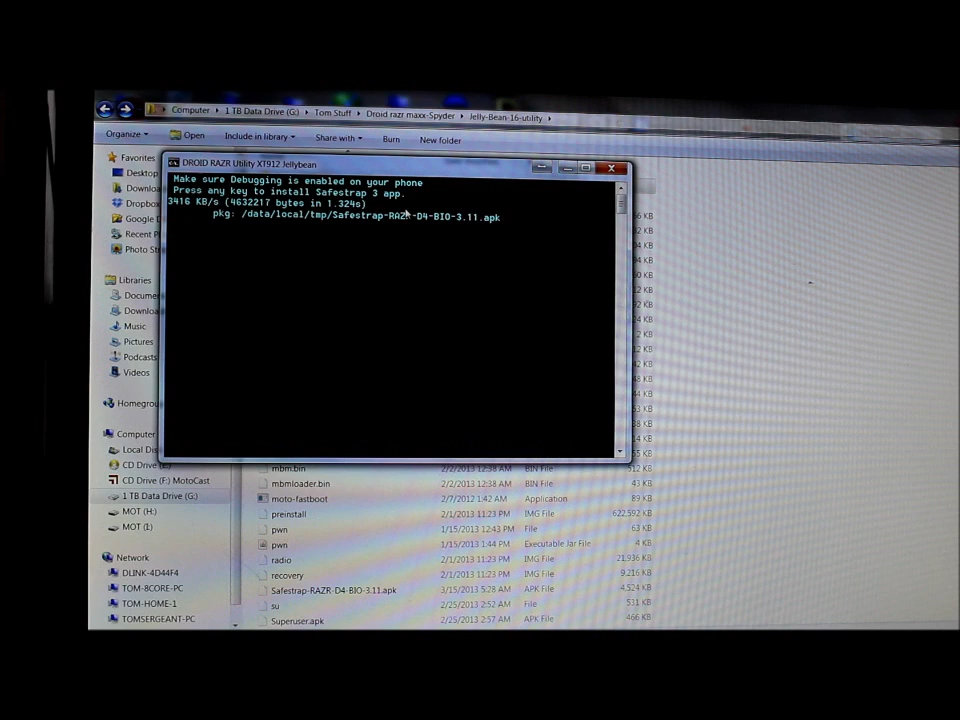 Computer ▸ 1 TB Data Drive (G:) ▸ Tom Stuff ▸ Droid razr maxx-Spyder ▸ Jelly-Bean-16-utility ▸
Organize ▾ Open Include in library ▾ Share with ▾ Burn New folder
DROID RAZR Utility XT912 Jellybean
Make sure Debugging is enabled on your phone
Press any key to install Safestrap 3 app.
3416 KB/s (4632217 bytes in 1.324s)
pkg: /data/local/tmp/Safestrap-RAZR-D4-BIO-3.11.apk
Favorites
Desktop
Downloa
Dropbox
Google D
Recent P
Photo St
Libraries
Docume
Downloa
Music
Pictures
Podcasts
Videos
Homegrou
Computer
Local Dis
CD Drive (E:)
CD Drive (F:) MotoCast
1 TB Data Drive (G:)
MOT (H:)
MOT (I:)
Network
DLINK-4D44F4
TOM-8CORE-PC
TOM-HOME-1
TOMSERGEANT-PC
mbm.bin 2/2/2013 12:38 AM BIN File 512 KB
mbmloader.bin 2/2/2013 12:38 AM BIN File 43 KB
moto-fastboot 2/7/2012 1:42 AM Application 89 KB
preinstall 2/1/2013 11:23 PM IMG File 622,592 KB
pwn 1/15/2013 12:43 PM File 63 KB
pwn 1/15/2013 1:44 PM Executable Jar File 4 KB
radio 2/1/2013 11:23 PM IMG File 21,936 KB
recovery 2/1/2013 11:23 PM IMG File 9,216 KB
Safestrap-RAZR-D4-BIO-3.11.apk 3/15/2013 5:28 AM APK File 4,524 KB
su 2/25/2013 2:52 AM File 531 KB
Superuser.apk 2/25/2013 2:57 AM APK File 466 KB